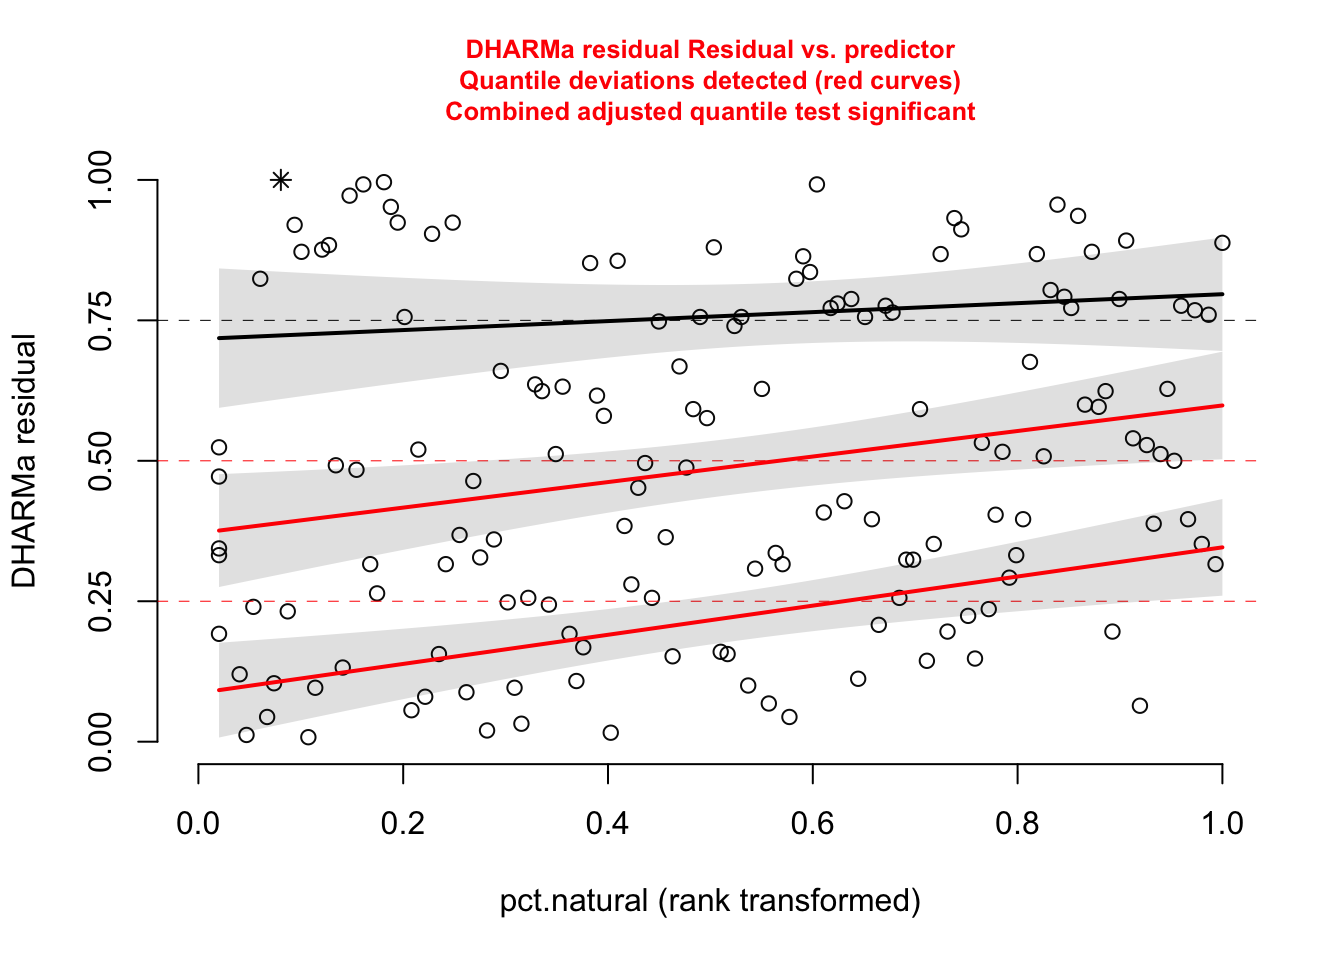 DHARMa residual Residual vs. predictor
Quantile deviations detected (red curves)
Combined adjusted quantile test significant
DHARMa residual
1.00
0.75
0.50
0.25
0.00
0.0 0.2 0.4 0.6 0.8 1.0
pct.natural (rank transformed)